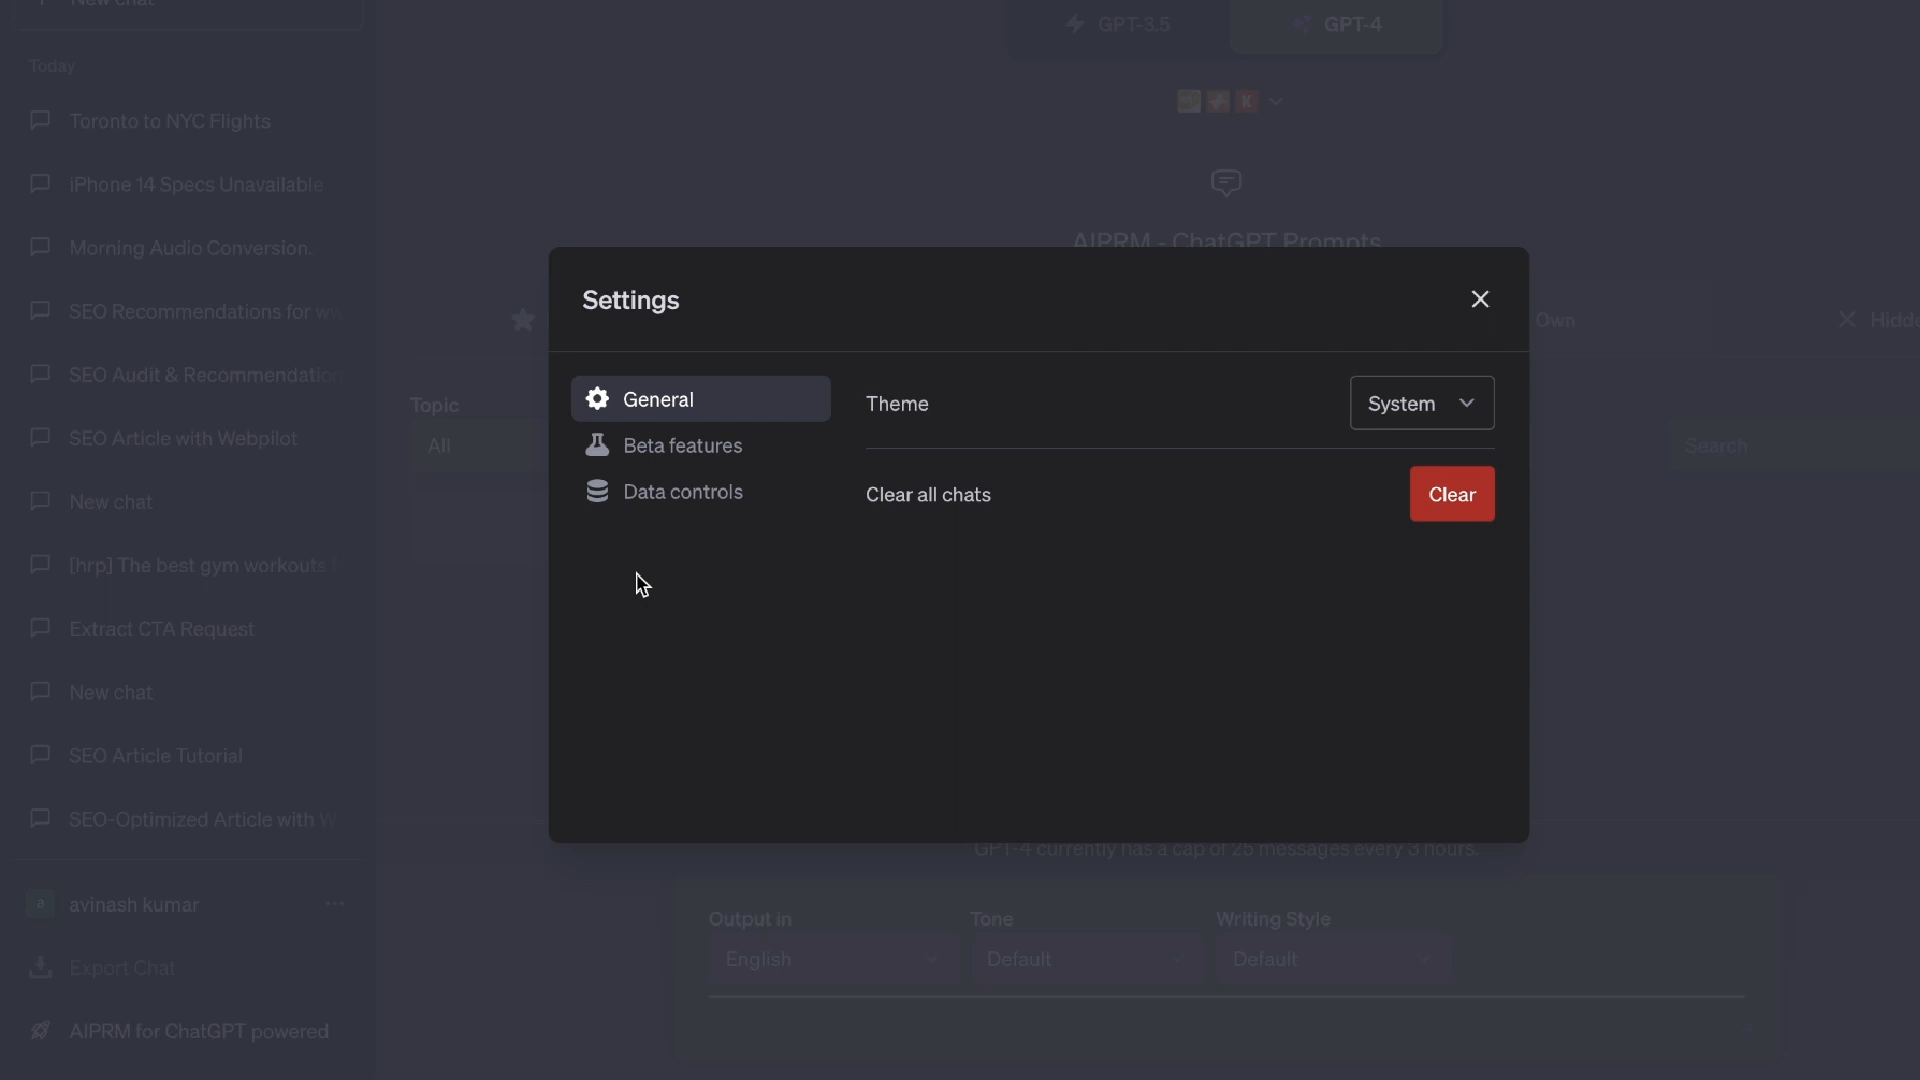 New chat
Today
Toronto to NYC Flights
iPhone 14 Specs Unavailable
Morning Audio Conversion.
SEO Recommendations for ww
SEO Audit & Recommendation
SEO Article with Webpilot
New chat
[hrp] The best gym workouts
Extract CTA Request
New chat
SEO Article Tutorial
SEO-Optimized Article with W
a avinash kumar
Export Chat
AIPRM for ChatGPT powered
GPT-3.5
GPT-4
K
AIPRM - ChatGPT Prompts
Own
Hidde
Topic
All
Search
Settings
General
Beta features
Data controls
Theme
System
Clear all chats
Clear
GPT-4 currently has a cap of 25 messages every 3 hours.
Output in
Tone
Writing Style
English
Default
Default